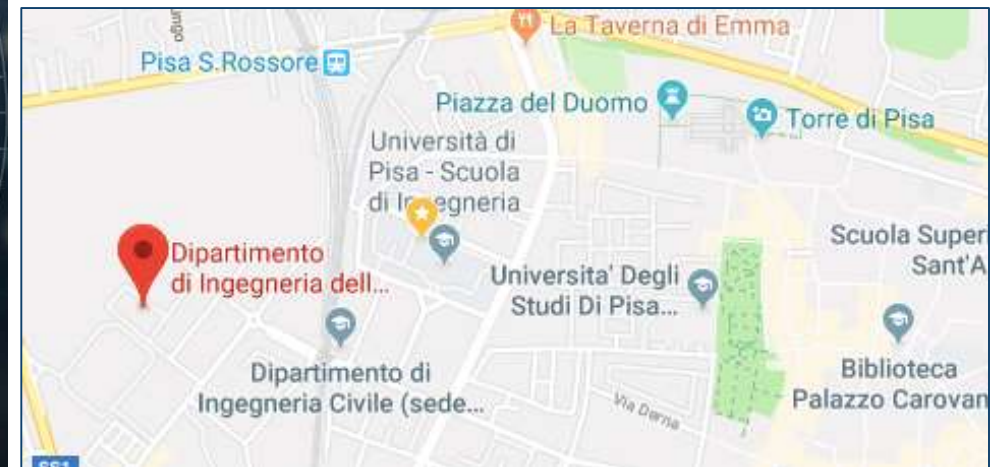 La Taverna di Emma
Pisa S.Rossore
Piazza del Duomo
Torre di Pisa
Università di
Pisa - Scuola
di Ingegneria
Scuola Super
Sant'A
Dipartimento
di Ingegneria dell...
Universita' Degli
Studi Di Pisa...
Dipartimento di
Ingegneria Civile (sede...
Biblioteca
Palazzo Carovan
Via Derna
SS1